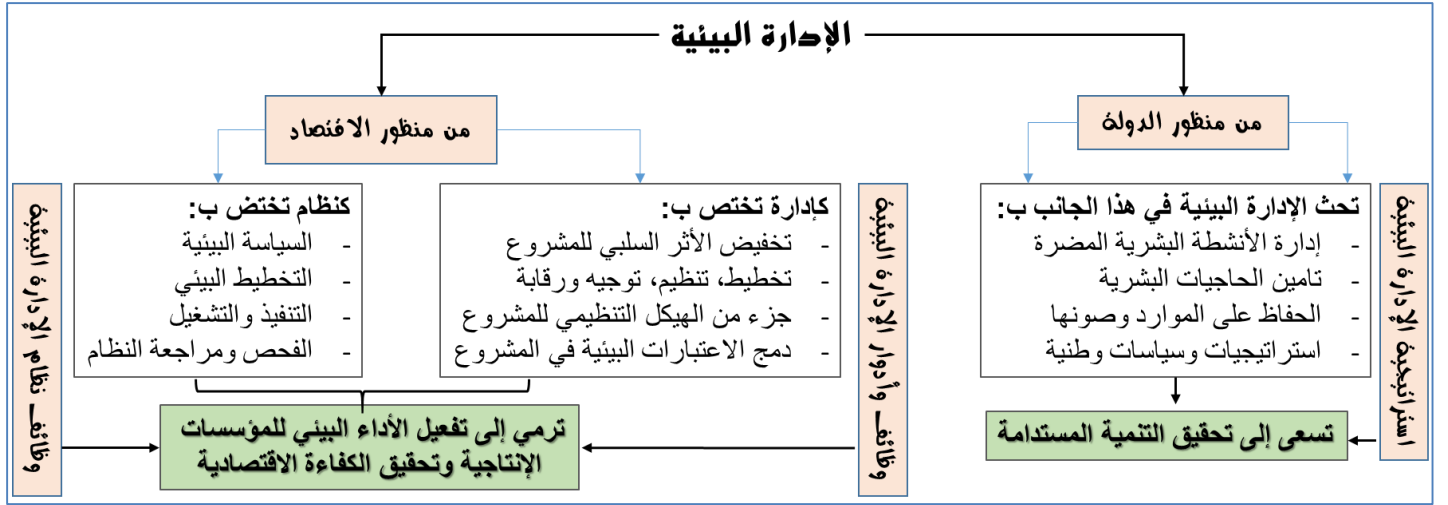 الإدارة البيئية
من منظور الدولة
من منظور الاقتصاد
استراتيجية الإدارة البيئية
تحث الإدارة البيئية في هذا الجانب ب:
- إدارة الأنشطة البشرية المضرة
- تامين الحاجيات البشرية
- الحفاظ على الموارد وصونها
- استراتيجيات وسياسات وطنية
تسعى إلى تحقيق التنمية المستدامة
وظائف وأدوار الإدارة البيئية
كإدارة تختص ب:
- تخفيض الأثر السلبي للمشروع
- تخطيط، تنظيم، توجيه ورقابة
- جزء من الهيكل التنظيمي للمشروع
- دمج الاعتبارات البيئية في المشروع
كنظام تختض ب:
- السياسة البيئية
- التخطيط البيئي
- التنفيذ والتشغيل
- الفحص ومراجعة النظام
وظائف نظام الإدارة البيئية
ترمي إلى تفعيل الأداء البيئي للمؤسسات
الإنتاجية وتحقيق الكفاءة الاقتصادية